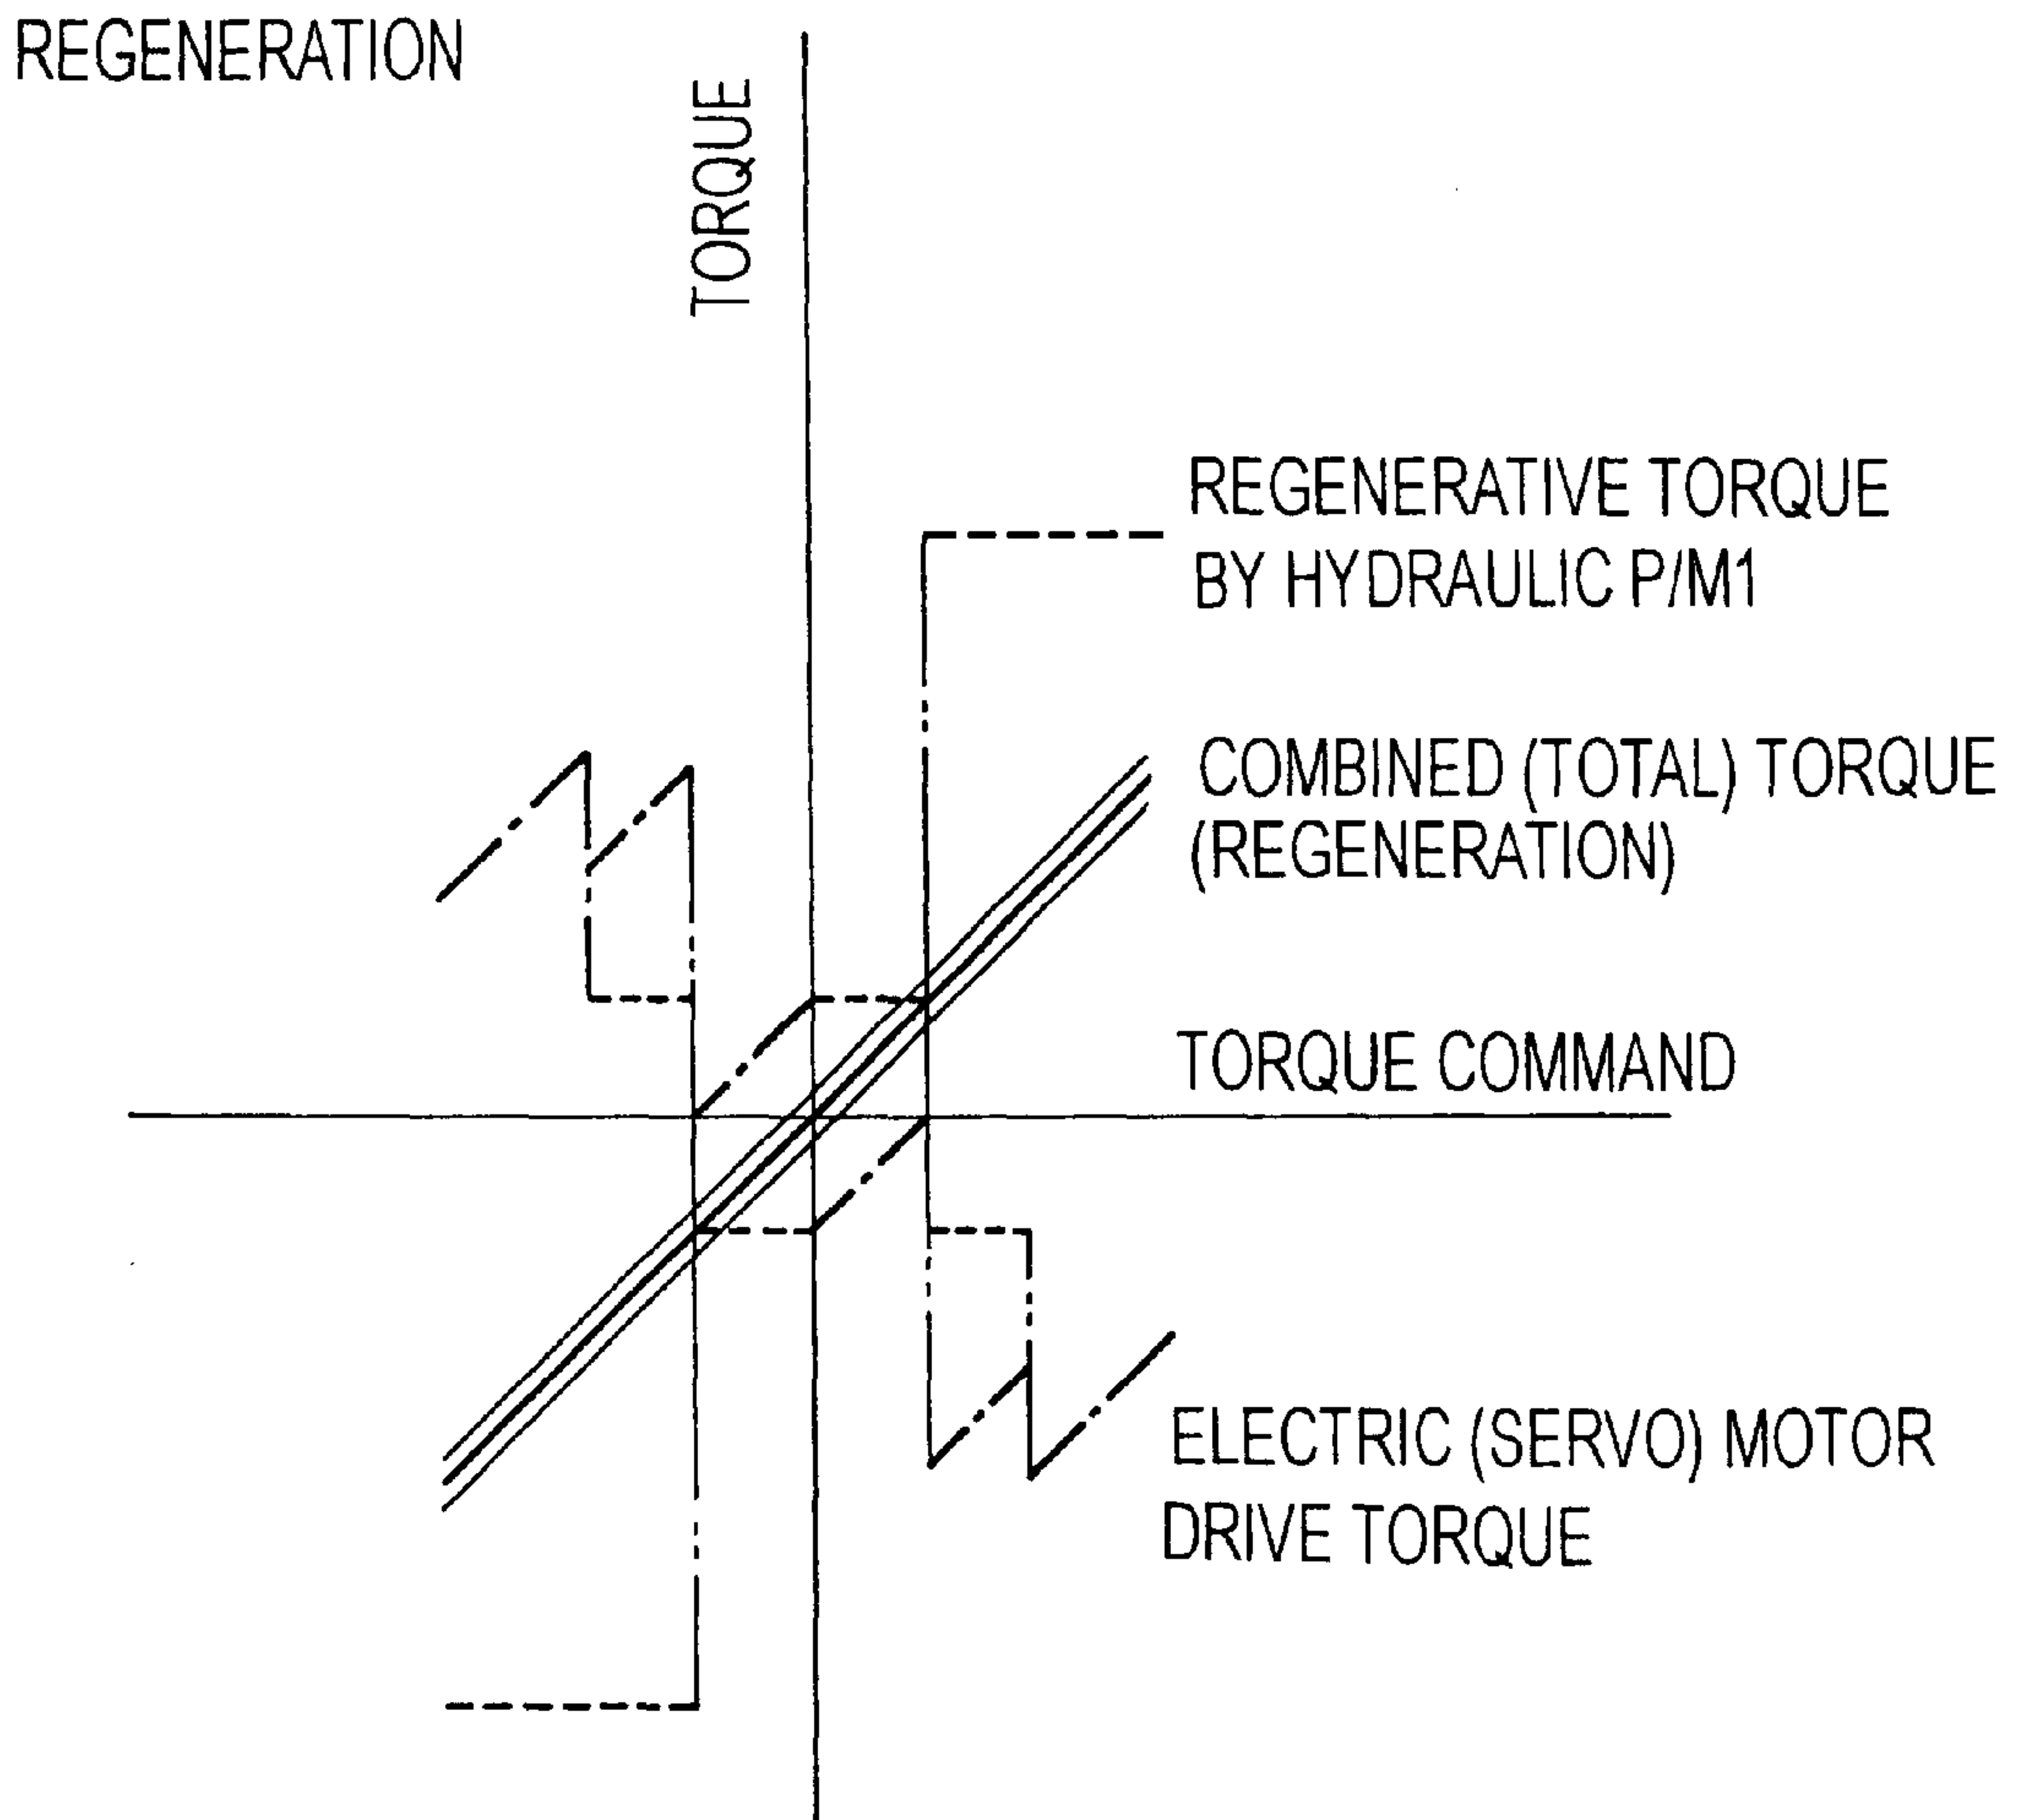 REGENERATION
TORQUE
REGENERATIVE TORQUE
BY HYDRAULIC P/M1
COMBINED (TOTAL) TORQUE
(REGENERATION)
TORQUE COMMAND
ELECTRIC (SERVO) MOTOR
DRIVE TORQUE